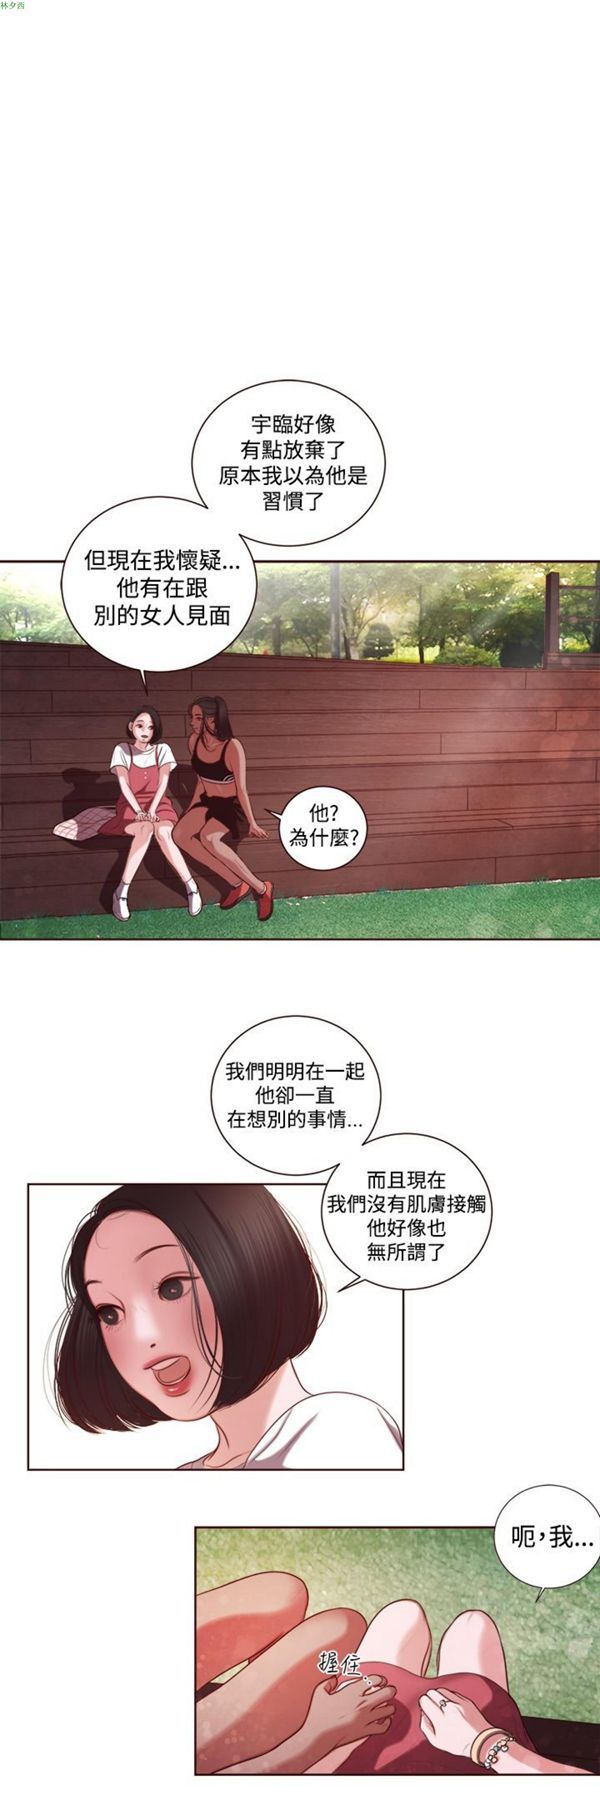 林夕西
宇臨好像
有點放棄了
原本我以為他是
習慣了
但現在我懷疑...
他有在跟
別的女人見面
他?
為什麼?
我們明明在一起
他卻一直
在想別的事情...
而且現在
我們沒有肌膚接觸
他好像也
無所謂了
呃，我...
握住..